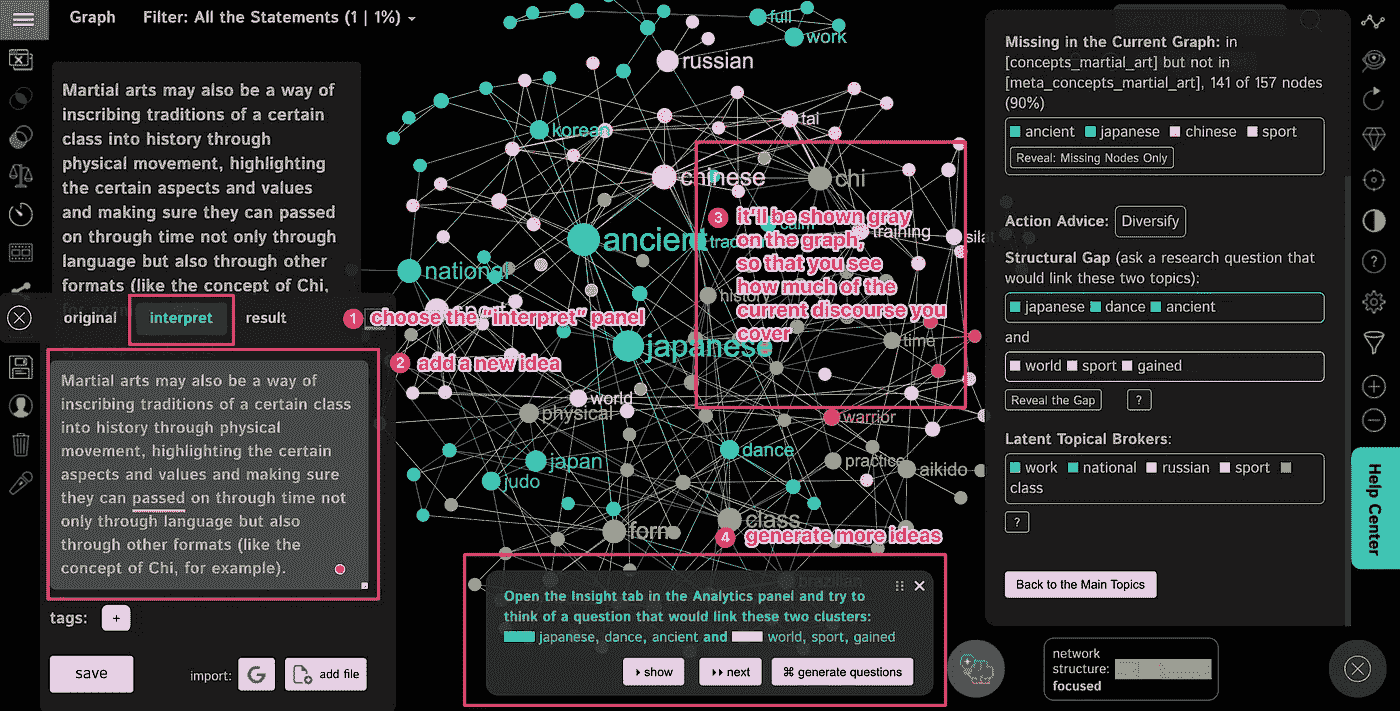 Graph
Filter: All the Statements (1 | 1%)
Martial arts may also be a way of
inscribing traditions of a certain
class into history through
physical movement, highlighting
the certain aspects and values
and making sure they can passed
on through time not only through
language but also through other
formats (like the concept of Chi,
original
interpret
result
Martial arts may also be a way of
inscribing traditions of a certain class
into history through physical
movement, highlighting the certain
aspects and values and making sure
they can passed on through time not
only through language but also
through other formats (like the
concept of Chi, for example).
tags:
+
save
import:
G
add file
full
work
russian
korean
tai
chinese
chi
ancient
training
national
history
japanese
time
world
physical
warrior
dance
japan
practice
aikido
judo
class
form
brazilian
1 choose the "interpret" panel
2 add a new idea
3 it'll be shown gray
on the graph,
so that you see
how much of the
current discourse you
cover
4 generate more ideas
Open the Insight tab in the Analytics panel and try to
think of a question that would link these two clusters:
japanese, dance, ancient and world, sport, gained
show
next
⌘ generate questions
Missing in the Current Graph: in
[concepts_martial_art] but not in
[meta_concepts_martial_art], 141 of 157 nodes
(90%)
ancient japanese chinese sport
Reveal: Missing Nodes Only
Action Advice: Diversify
Structural Gap (ask a research question that
would link these two topics):
japanese dance ancient
and
world sport gained
Reveal the Gap
?
Latent Topical Brokers:
work national russian sport
class
?
Back to the Main Topics
network
structure:
focused
Help Center